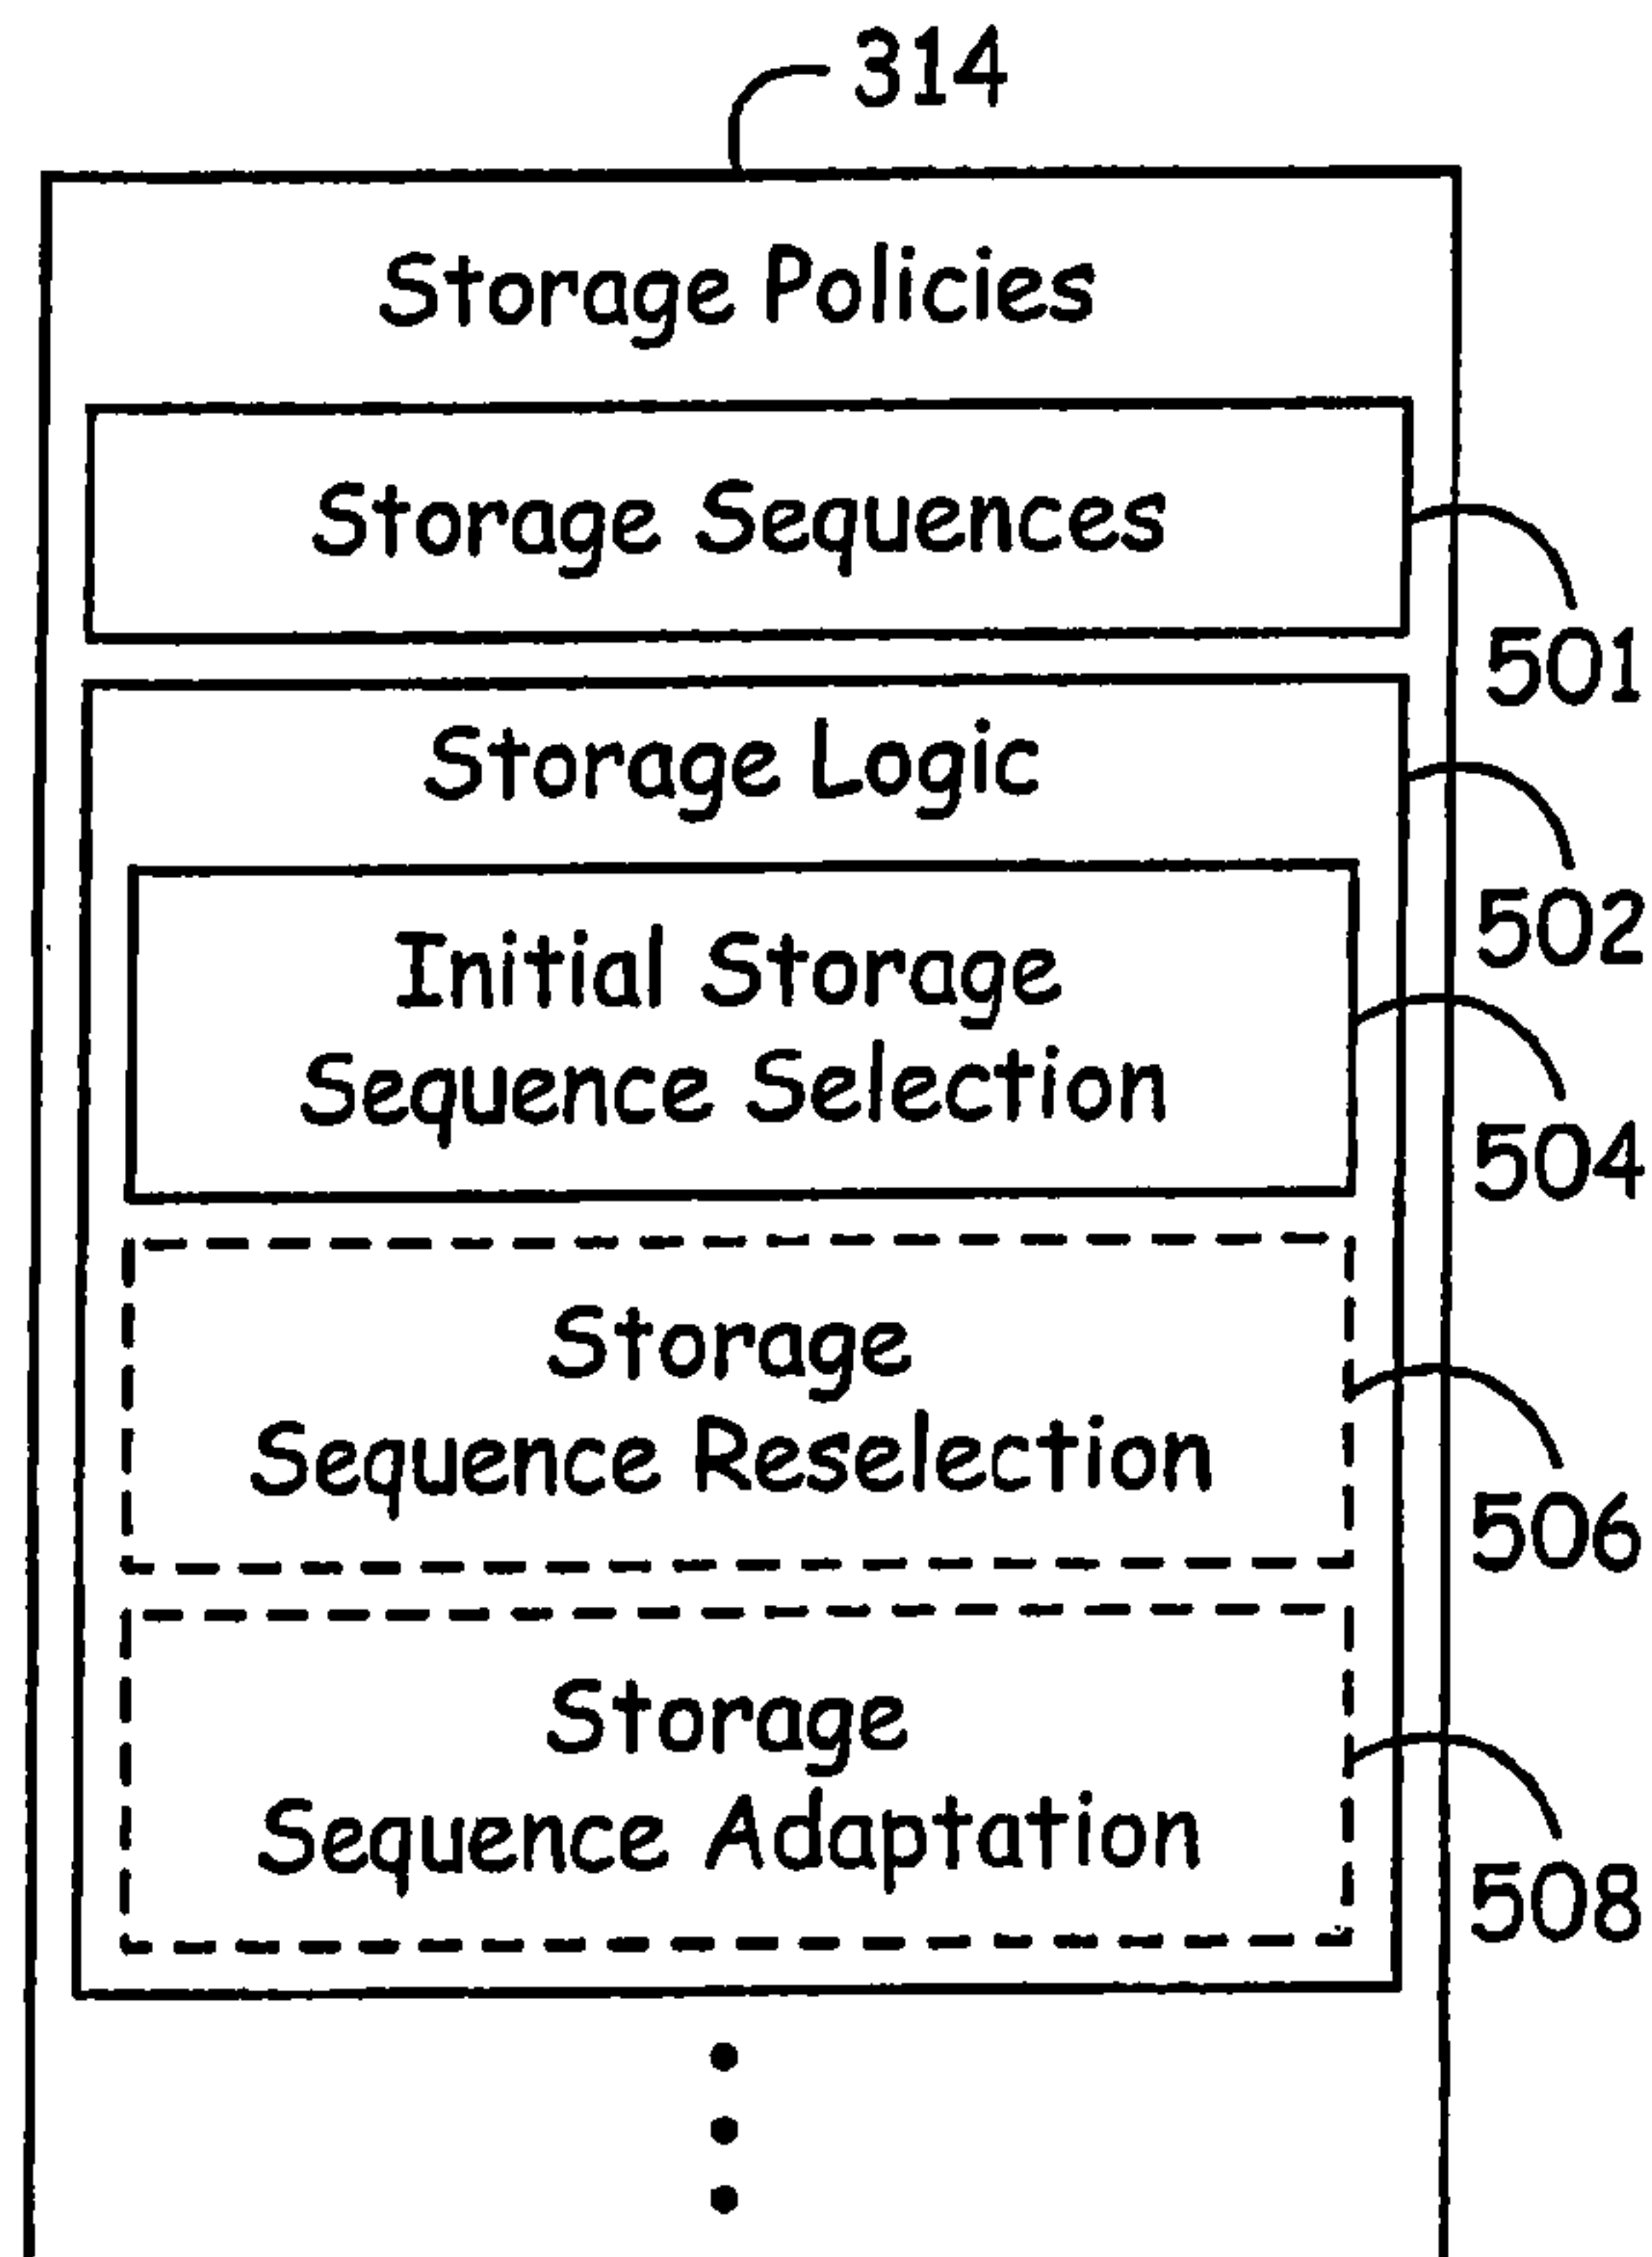 314
Storage Policies
Storage Sequences
501
Storage Logic
502
Initial Storage
Sequence Selection
504
Storage
Sequence Reselection
506
Storage
Sequence Adaptation
508